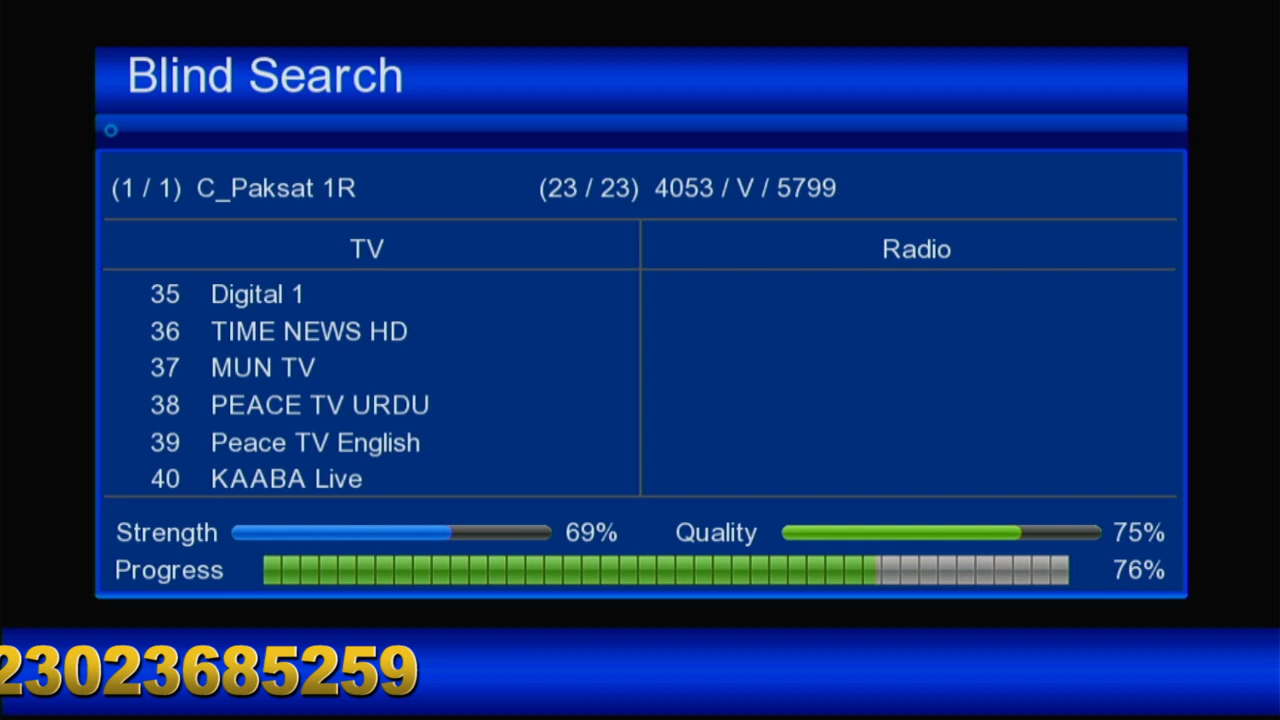 Blind Search
(1 / 1) C_Paksat 1R (23 / 23) 4053 / V / 5799
TV Radio
35 Digital 1
36 TIME NEWS HD
37 MUN TV
38 PEACE TV URDU
39 Peace TV English
40 KAABA Live
Strength 69% Quality 75%
Progress 76%
23023685259